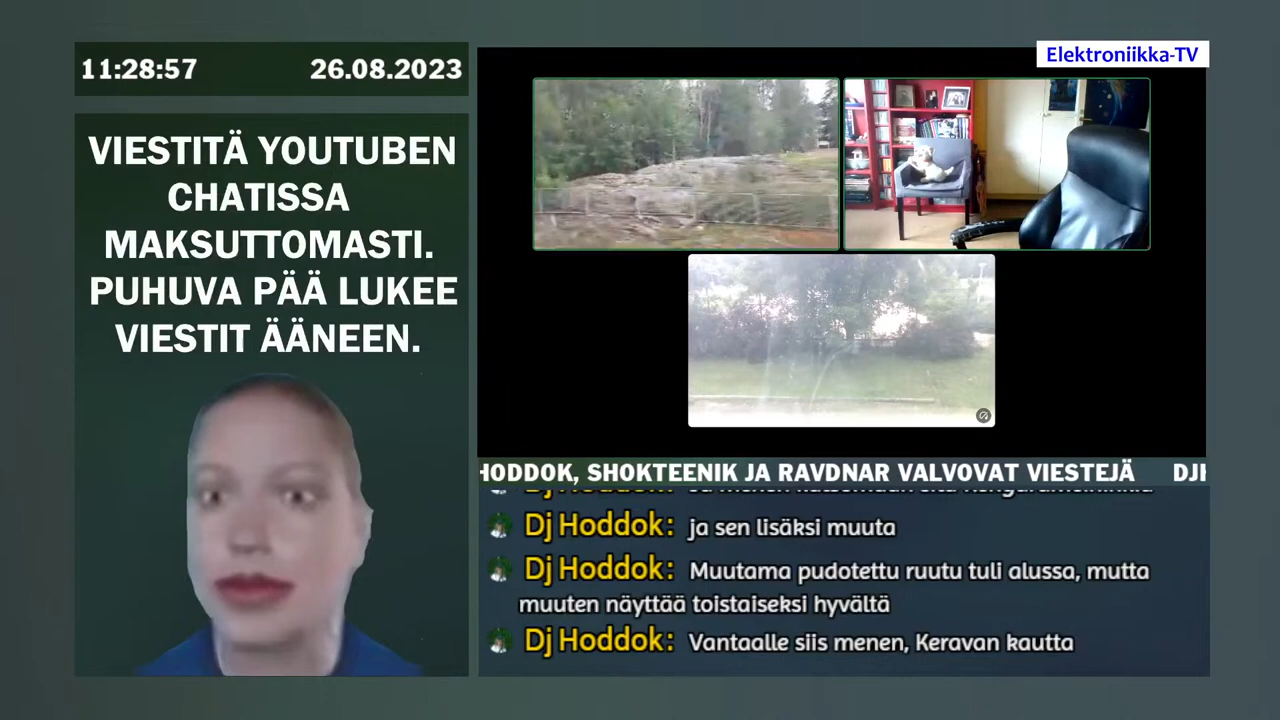 11:28:57
26.08.2023
VIESTITÄ YOUTUBEN
CHATISSA
MAKSUTTOMASTI.
PUHUVA PÄÄ LUKEE
VIESTIT ÄÄNEEN.
Elektroniikka-TV
HODDOK, SHOKTEENIK JA RAVDNAR VALVOVAT VIESTEJÄ
Dj Hoddok:
Dj Hoddok: ja sen lisäksi muuta
Dj Hoddok: Muutama pudotettu ruutu tuli alussa, mutta
muuten näyttää toistaiseksi hyvältä
Dj Hoddok: Vantaalle siis menen, Keravan kautta